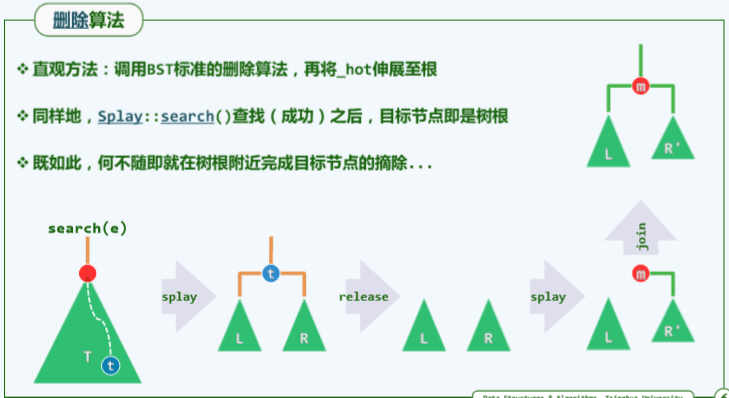 删除算法
❖ 直观方法：调用BST标准的删除算法，再将_hot伸展至根
❖ 同样地，Splay::search()查找（成功）之后，目标节点即是树根
❖ 既如此，何不随即就在树根附近完成目标节点的摘除...
m
L
R'
search(e)
T
t
splay
t
L
R
release
L
R
splay
join
m
L
R'
Data Structures & Algorithms, Tsinghua University